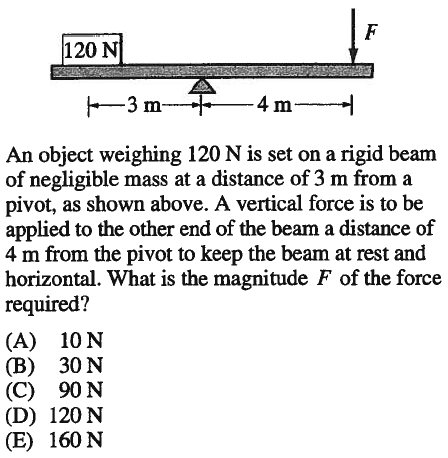 F
120 N
3 m
4 m
An object weighing 120 N is set on a rigid beam
of negligible mass at a distance of 3 m from a
pivot, as shown above. A vertical force is to be
applied to the other end of the beam a distance of
4 m from the pivot to keep the beam at rest and
horizontal. What is the magnitude F of the force
required?
(A) 10 N
(B) 30 N
(C) 90 N
(D) 120 N
(E) 160 N